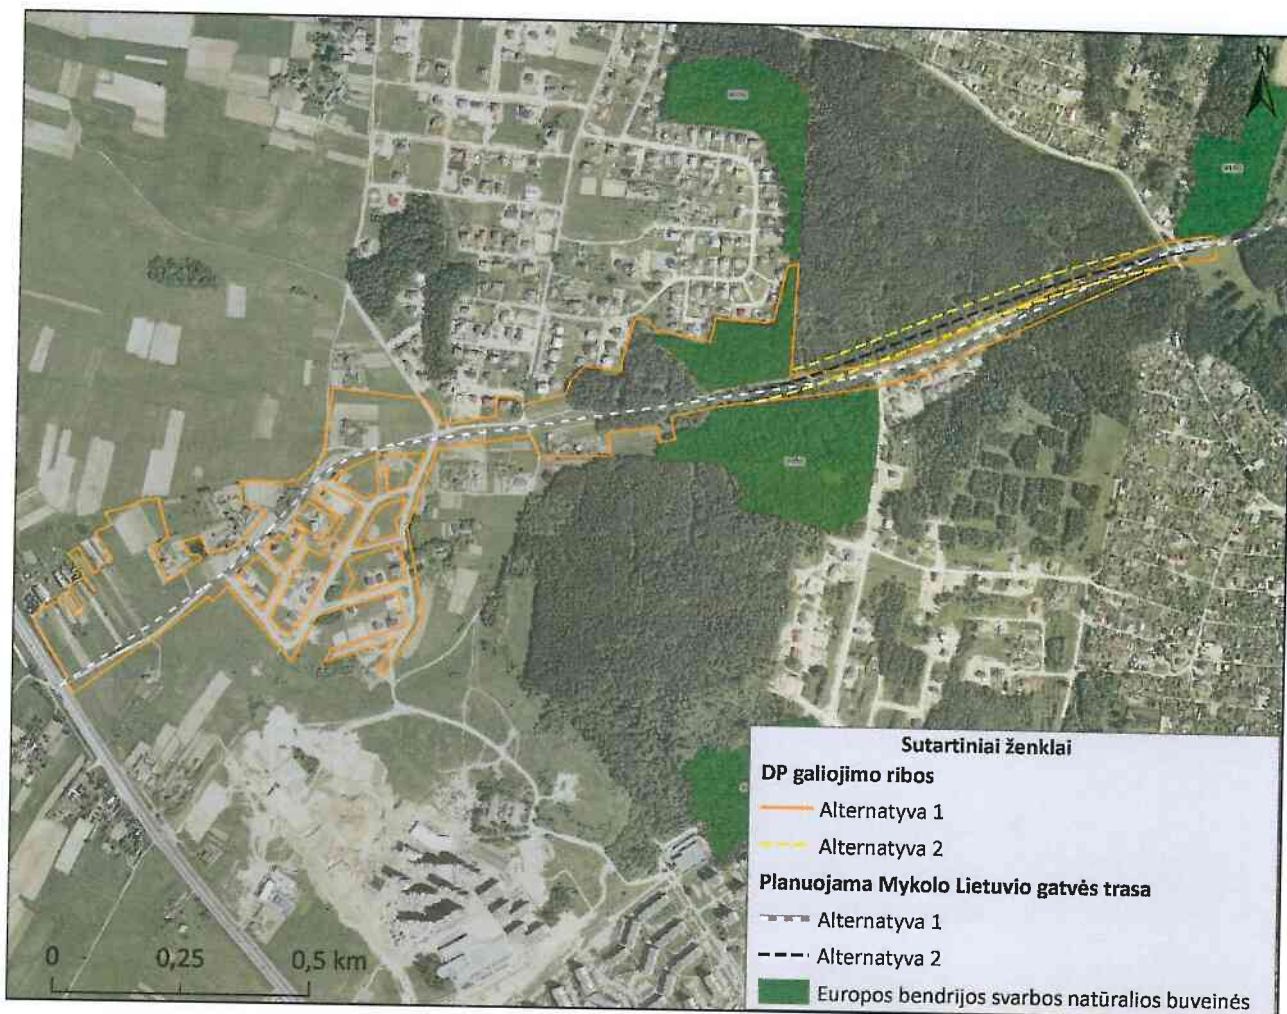 N
Sutartiniai ženklai
DP galiojimo ribos
Alternatyva 1
Alternatyva 2
Planuojama Mykolo Lietuvio gatvės trasa
Alternatyva 1
Alternatyva 2
Europos bendrijos svarbos natūralios buveinės
0 0,25 0,5 km